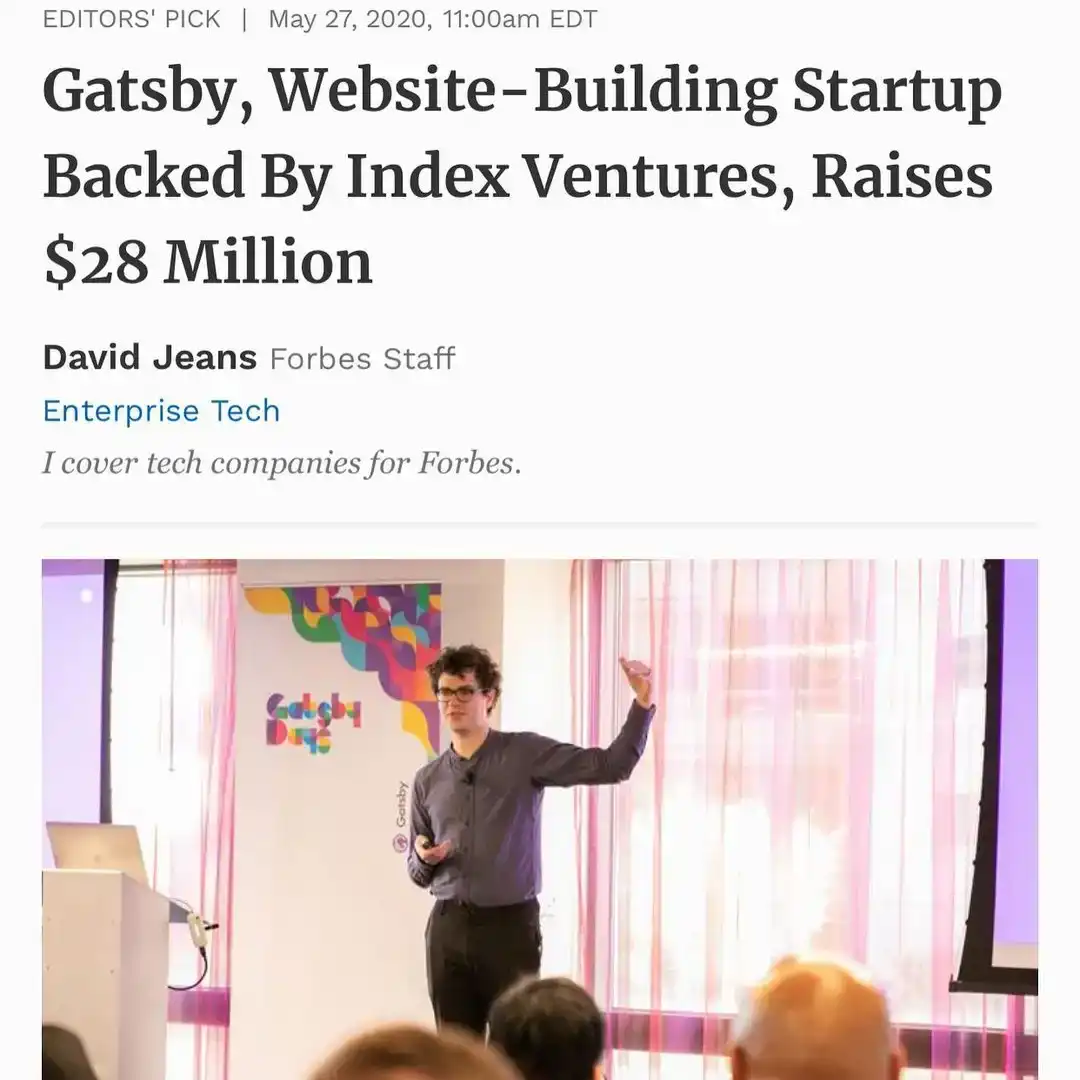 EDITORS' PICK | May 27, 2020, 11:00am EDT
Gatsby, Website-Building Startup
Backed By Index Ventures, Raises
$28 Million
David Jeans Forbes Staff
Enterprise Tech
I cover tech companies for Forbes.
Gatsby
Days
Gatsby